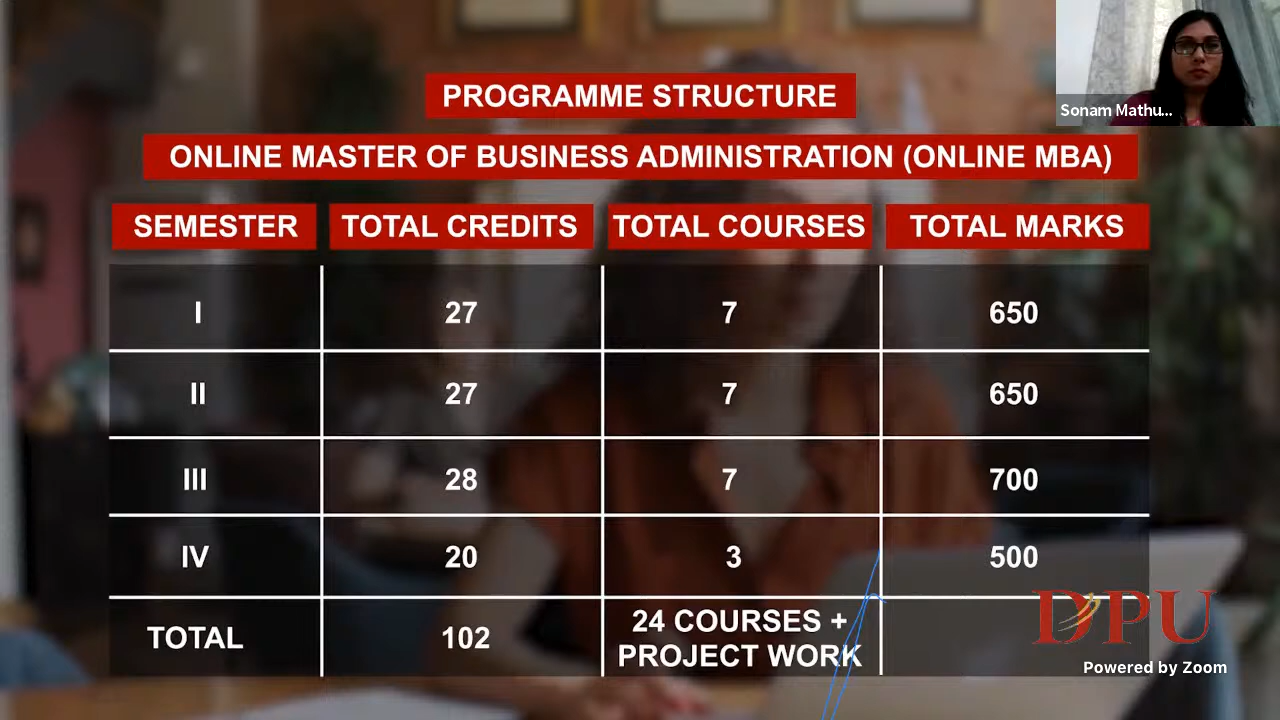 Sonam Mathu...
PROGRAMME STRUCTURE
ONLINE MASTER OF BUSINESS ADMINISTRATION (ONLINE MBA)
SEMESTER TOTAL CREDITS TOTAL COURSES TOTAL MARKS
I 27 7 650
II 27 7 650
III 28 7 700
IV 20 3 500
TOTAL 102 24 COURSES +
PROJECT WORK
DPU
Powered by Zoom